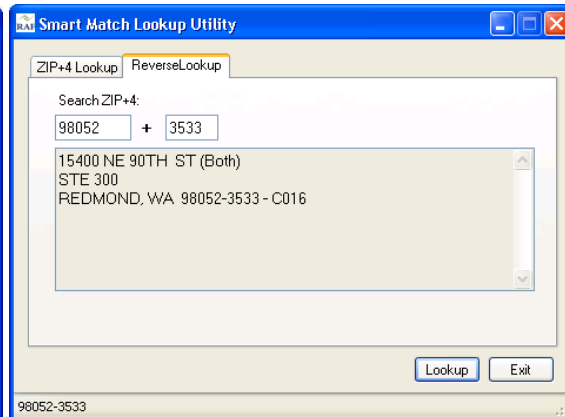 RAF Smart Match Lookup Utility
ZIP+4 Lookup ReverseLookup
Search ZIP+4:
98052 + 3533
15400 NE 90TH ST (Both)
STE 300
REDMOND, WA 98052-3533 - C016
Lookup Exit
98052-3533